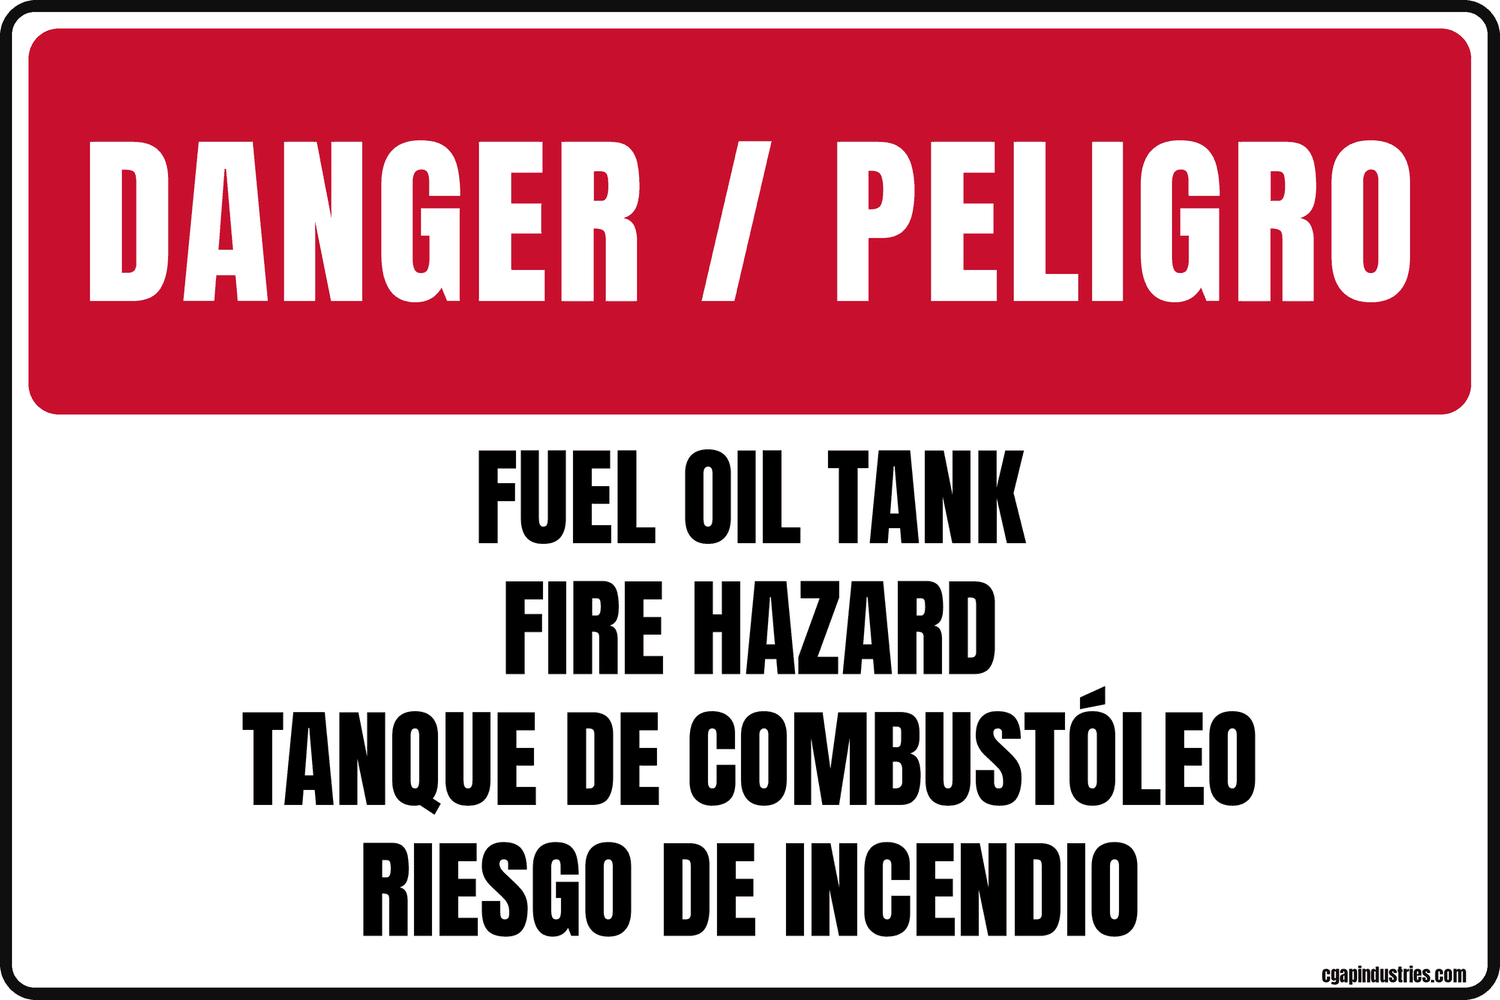 DANGER / PELIGRO
FUEL OIL TANK
FIRE HAZARD
TANQUE DE COMBUSTÓLEO
RIESGO DE INCENDIO
cgapindustries.com